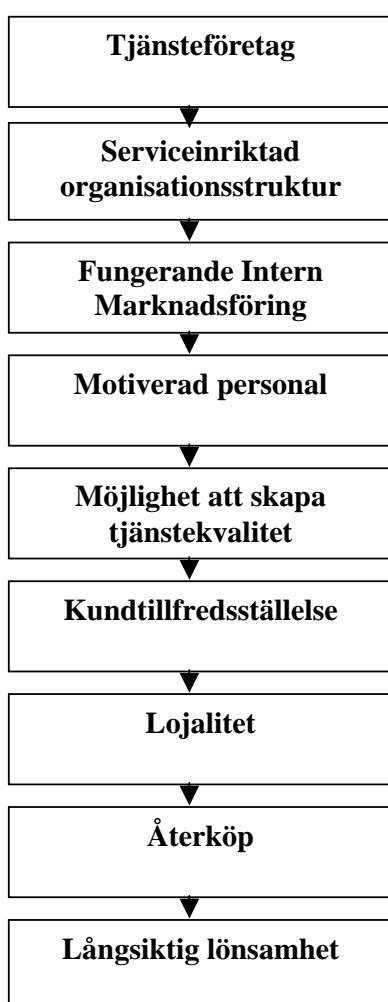 Tjänsteföretag
Serviceinriktad
organisationsstruktur
Fungerande Intern
Marknadsföring
Motiverad personal
Möjlighet att skapa
tjänstekvalitet
Kundtillfredsställelse
Lojalitet
Återköp
Långsiktig lönsamhet